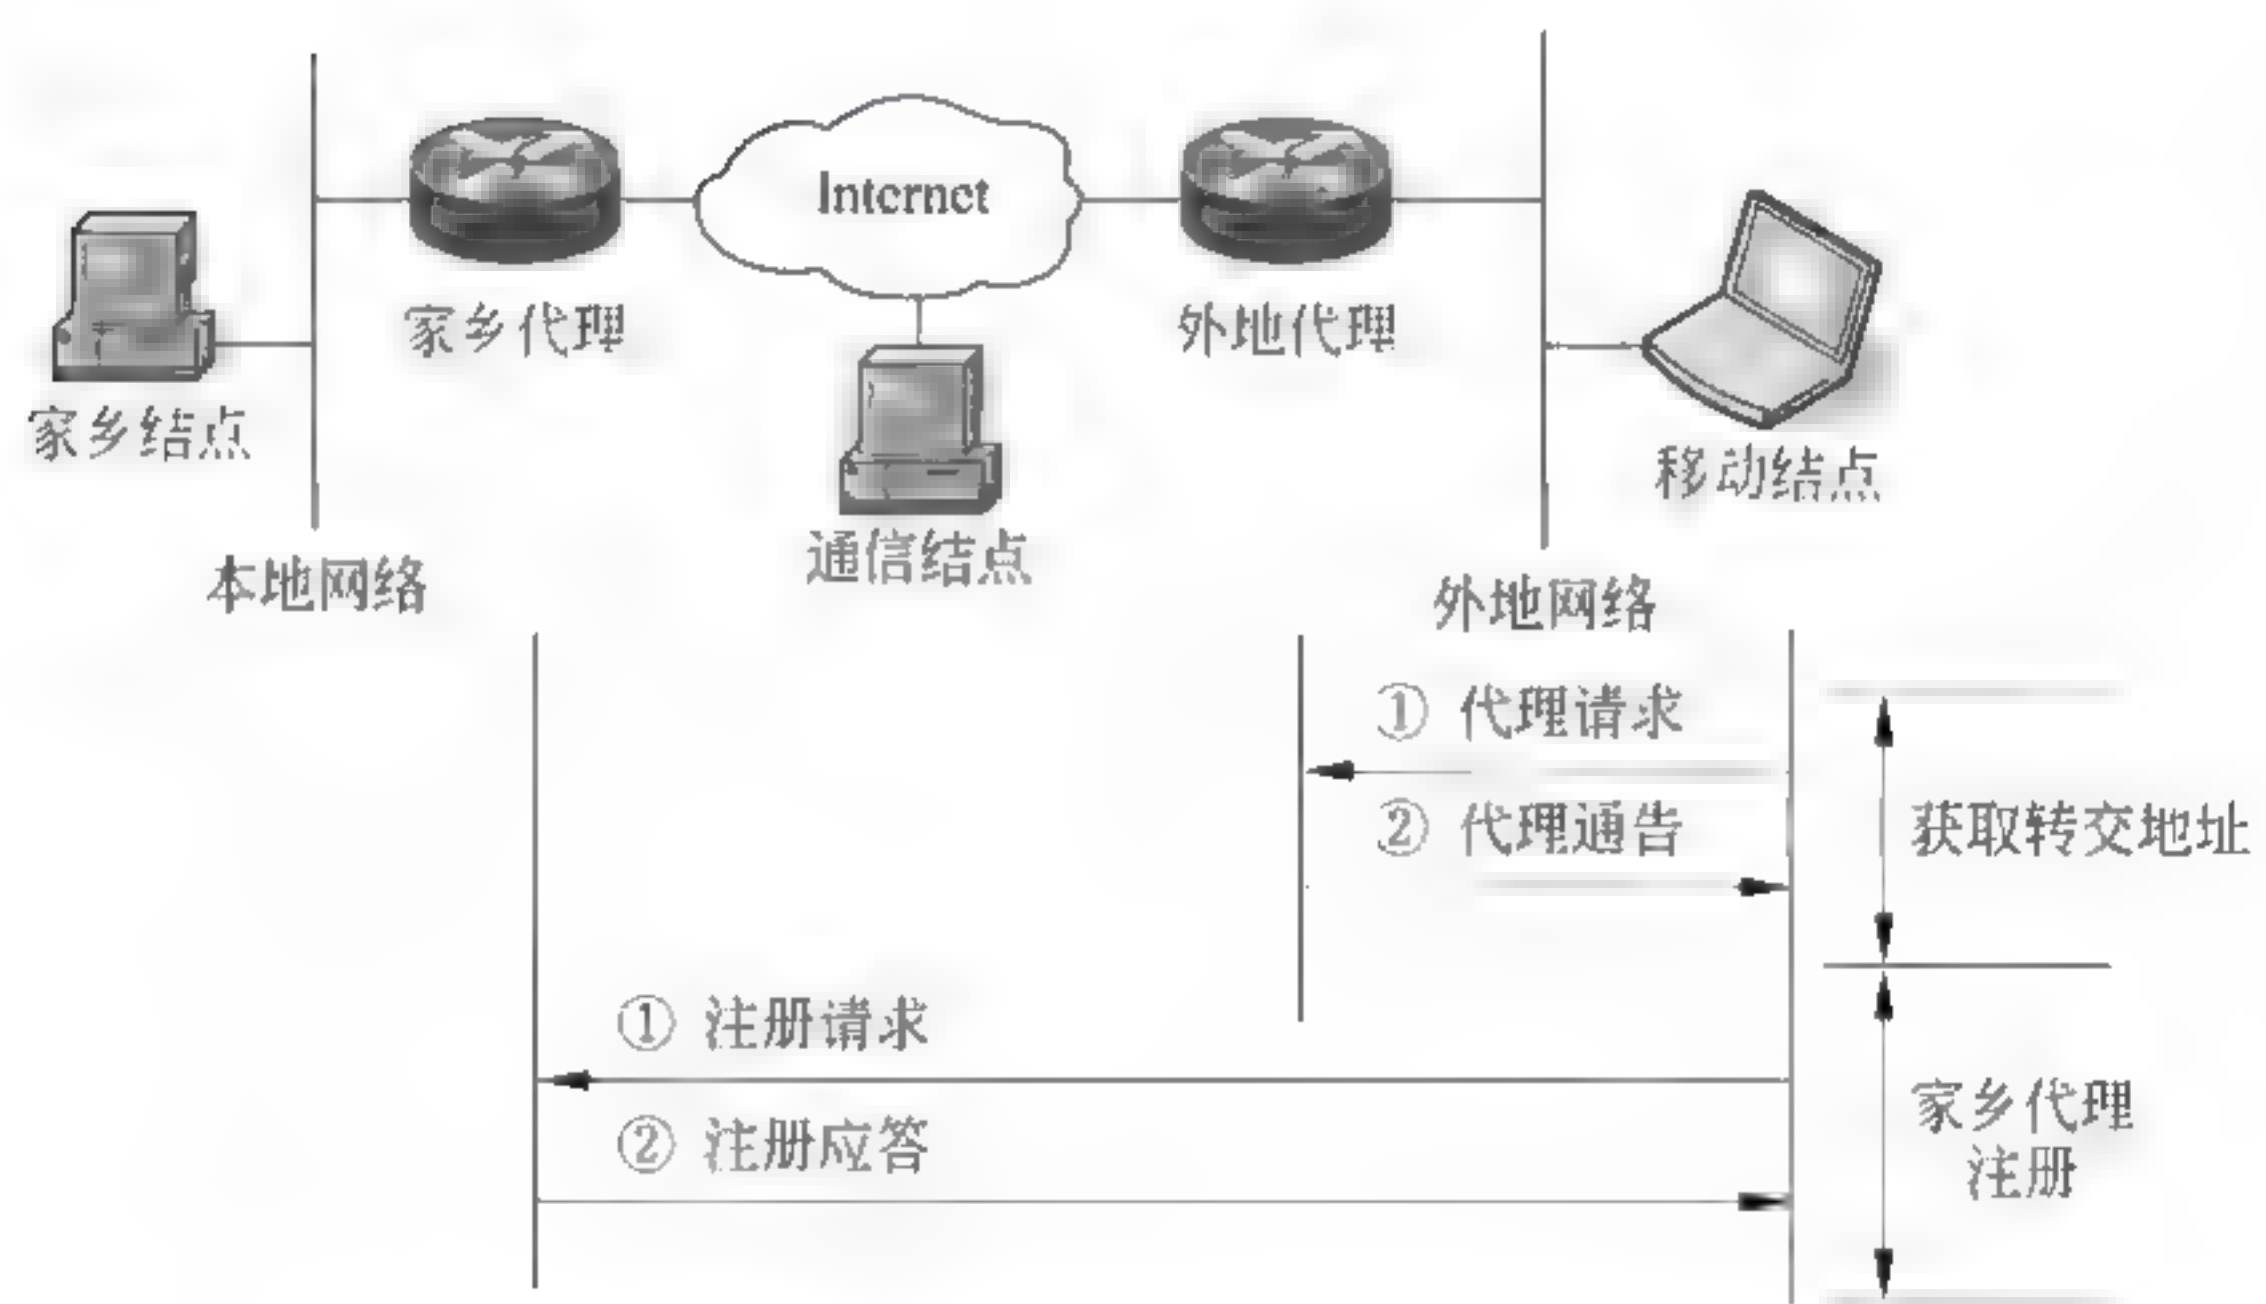 Internet
家乡代理
外地代理
家乡结点
移动结点
通信结点
本地网络
外地网络
① 代理请求
② 代理通告
获取转交地址
① 注册请求
② 注册应答
家乡代理
注册